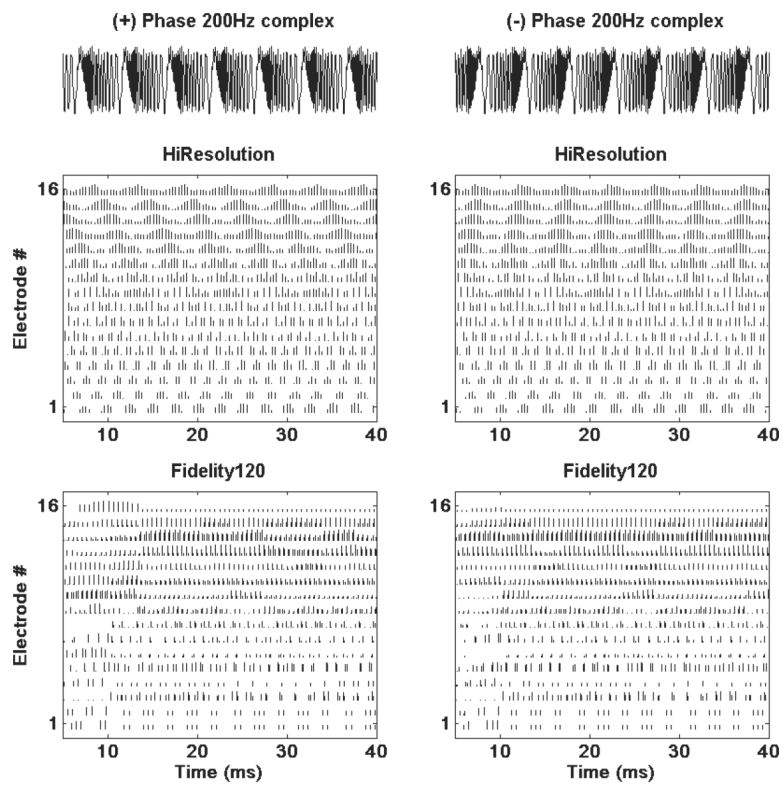 (+) Phase 200Hz complex
(-) Phase 200Hz complex
HiResolution
HiResolution
16
16
Electrode #
1
1
10 20 30 40
10 20 30 40
Fidelity120
Fidelity120
16
16
Electrode #
1
1
10 20 30 40
10 20 30 40
Time (ms)
Time (ms)